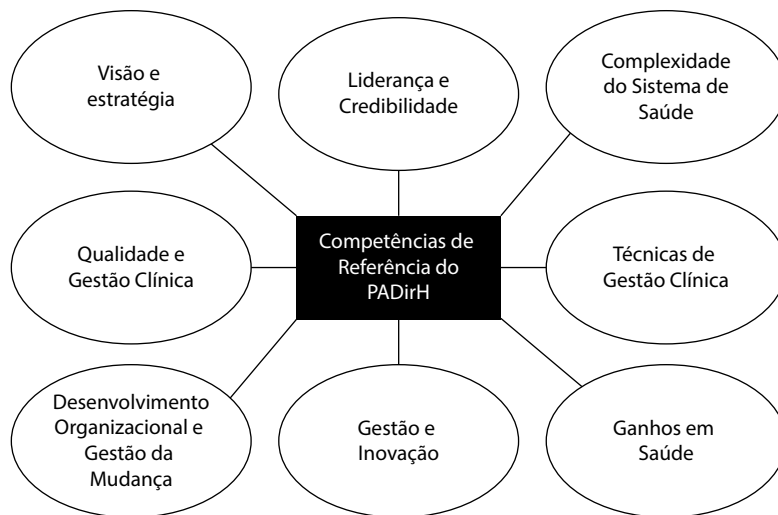 Visão e
estratégia
Liderança e
Credibilidade
Complexidade
do Sistema de
Saúde
Qualidade e
Gestão Clínica
Competências de
Referência do
PADirH
Técnicas de
Gestão Clínica
Desenvolvimento
Organizacional e
Gestão da
Mudança
Gestão e
Inovação
Ganhos em
Saúde